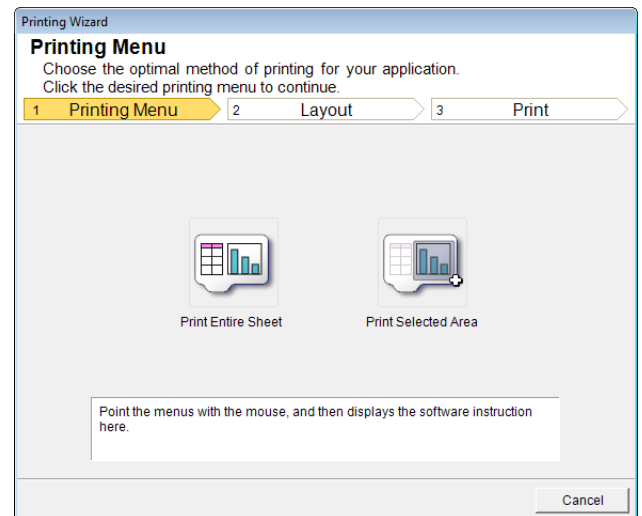 Printing Wizard
Printing Menu
Choose the optimal method of printing for your application.
Click the desired printing menu to continue.
1 Printing Menu 2 Layout 3 Print
Print Entire Sheet Print Selected Area
Point the menus with the mouse, and then displays the software instruction
here.
Cancel